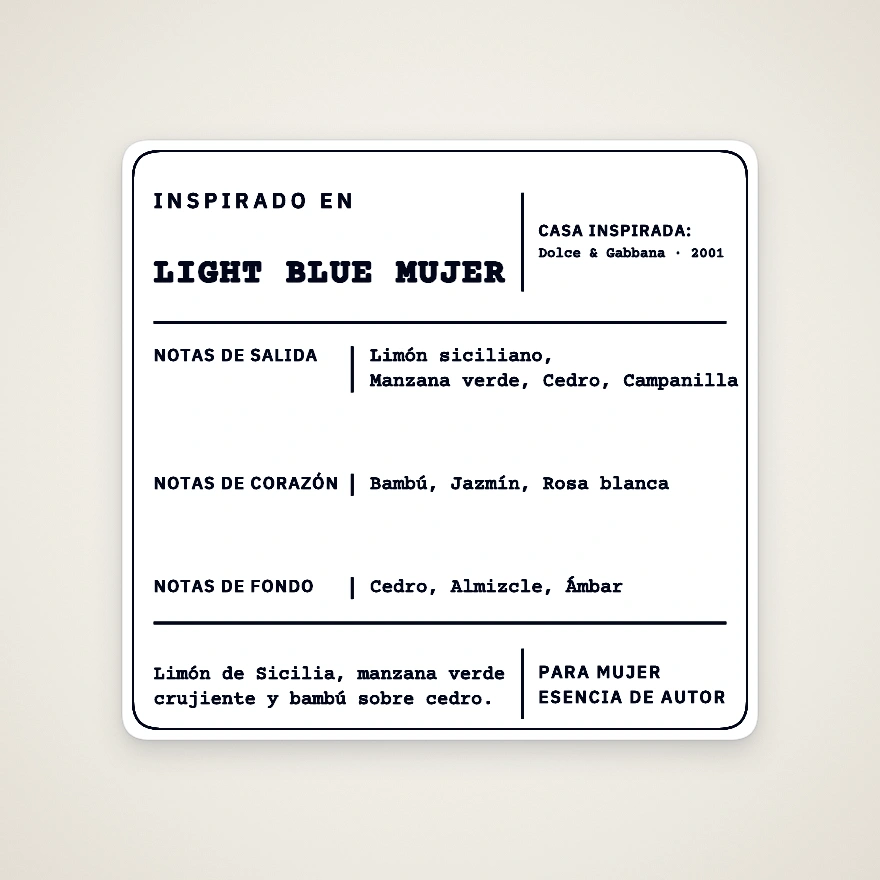 INSPIRADO EN
LIGHT BLUE MUJER
CASA INSPIRADA:
Dolce & Gabbana · 2001
NOTAS DE SALIDA
Limón siciliano,
Manzana verde, Cedro, Campanilla
NOTAS DE CORAZÓN
Bambú, Jazmín, Rosa blanca
NOTAS DE FONDO
Cedro, Almizcle, Ámbar
Limón de Sicilia, manzana verde
crujiente y bambú sobre cedro.
PARA MUJER
ESENCIA DE AUTOR